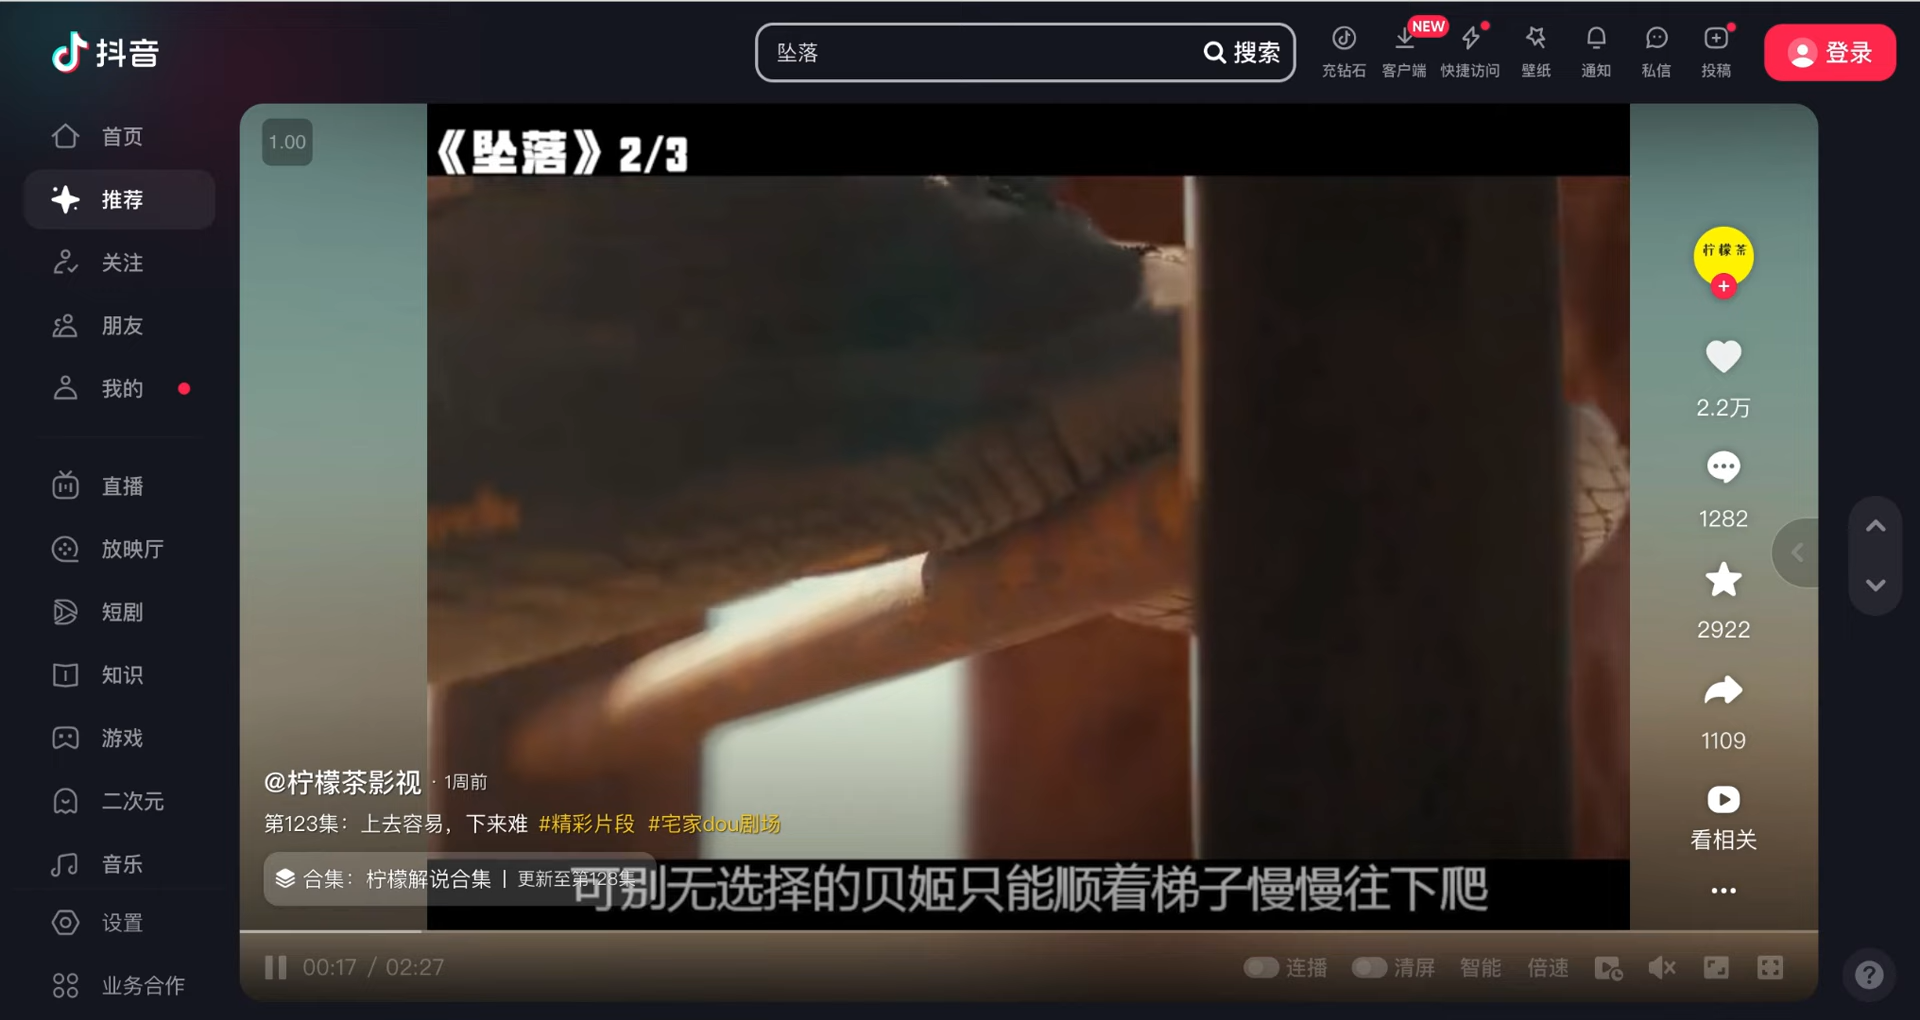 抖音
坠落
搜索
充钻石
NEW
客户端
快捷访问
壁纸
通知
私信
投稿
登录
首页
推荐
关注
朋友
我的
直播
放映厅
短剧
知识
游戏
二次元
音乐
设置
业务合作
1.00
《坠落》2/3
柠檬茶
2.2万
1282
2922
1109
看相关
@柠檬茶影视 · 1周前
第123集：上去容易，下来难 #精彩片段 #宅家dou剧场
合集：柠檬解说合集 | 更新至第128集
可别无选择的贝姬只能顺着梯子慢慢往下爬
00:17 / 02:27
连播
清屏
智能
倍速